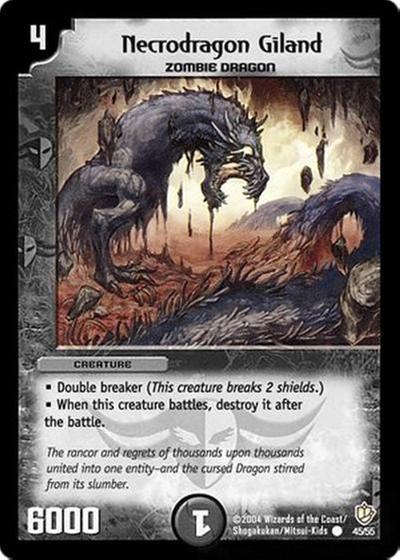 4
Necrodragon Giland
ZOMBIE DRAGON
CREATURE
▪ Double breaker (This creature breaks 2 shields.)
▪ When this creature battles, destroy it after
the battle.
The rancor and regrets of thousands upon thousands
united into one entity–and the cursed Dragon stirred
from its slumber.
6000
1
©2004 Wizards of the Coast/
Shogakukan/Mitsui-Kids ● 45/55